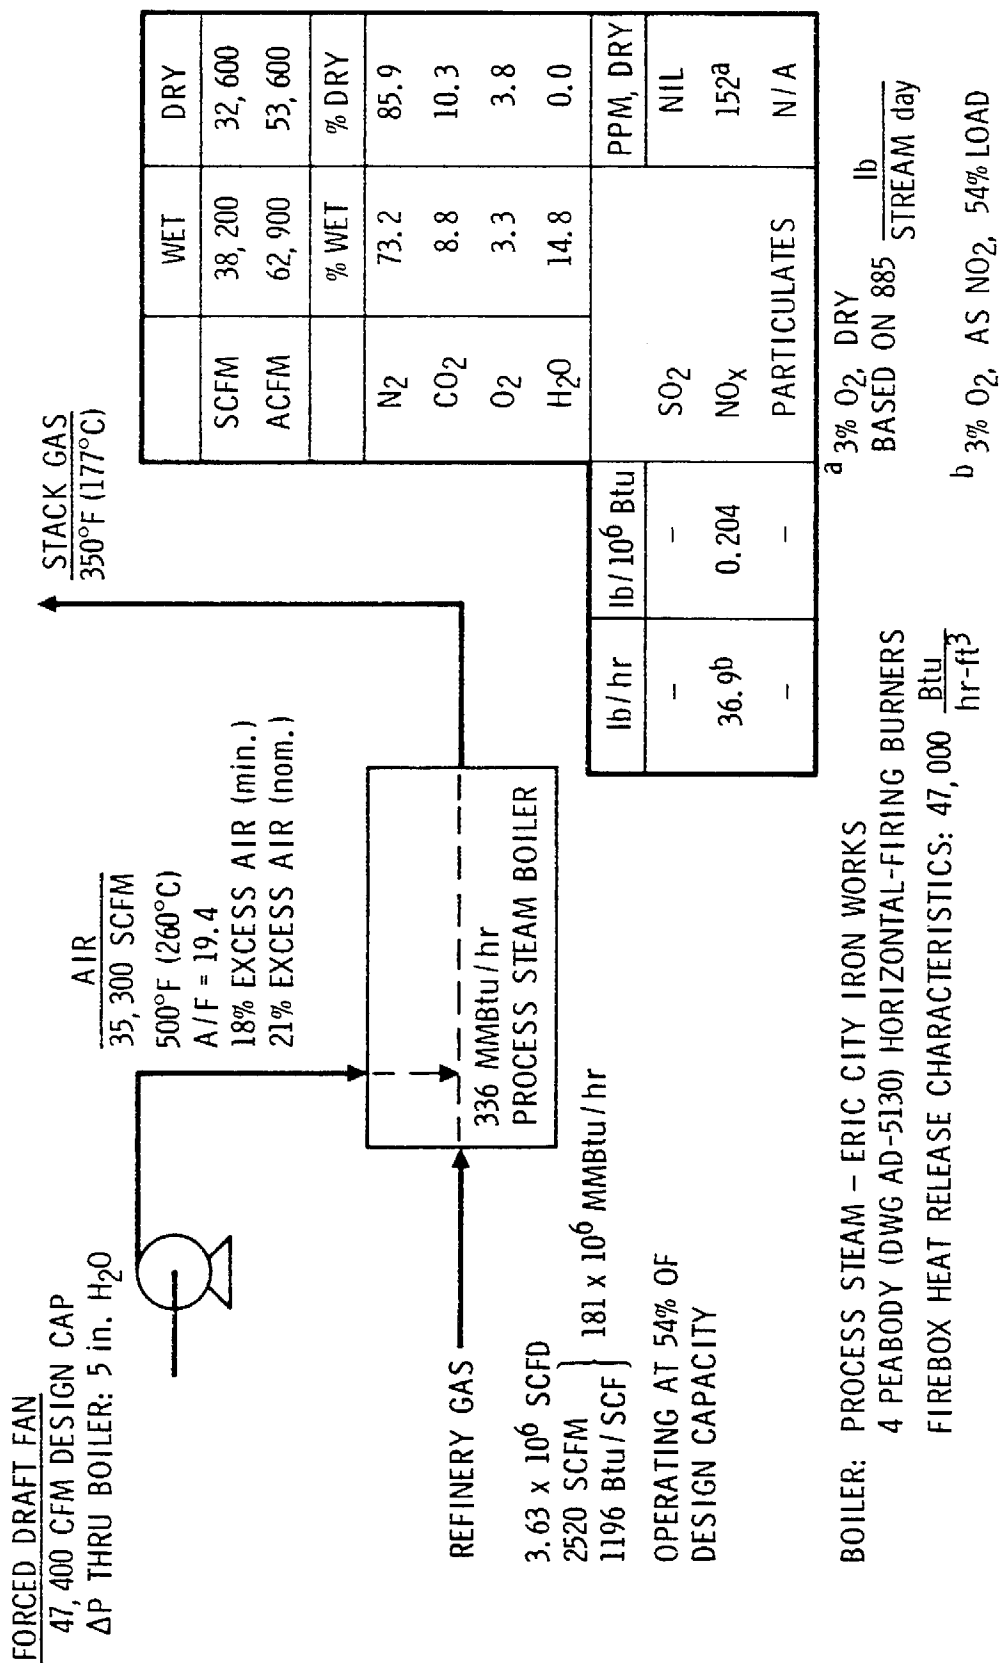 FORCED DRAFT FAN
47,400 CFM DESIGN CAP
ΔP THRU BOILER: 5 in. H2O
AIR
35,300 SCFM
500°F (260°C)
A/F = 19.4
18% EXCESS AIR (min.)
21% EXCESS AIR (nom.)
STACK GAS
350°F (177°C)
REFINERY GAS
3.63 x 10^6 SCFD
2520 SCFM
1196 Btu/SCF
181 x 10^6 MMBtu/hr
OPERATING AT 54% OF
DESIGN CAPACITY
336 MMBtu/hr
PROCESS STEAM BOILER
WET DRY
SCFM 38,200 32,600
ACFM 62,900 53,600
% WET % DRY
N2 73.2 85.9
CO2 8.8 10.3
O2 3.3 3.8
H2O 14.8 0.0
lb/hr lb/10^6 Btu PPM, DRY
- - SO2 NIL
36.9b 0.204 NOX 152a
- - PARTICULATES N/A
a 3% O2, DRY
BASED ON 885 lb
STREAM day
b 3% O2, AS NO2, 54% LOAD
BOILER: PROCESS STEAM – ERIC CITY IRON WORKS
4 PEABODY (DWG AD-5130) HORIZONTAL-FIRING BURNERS
FIREBOX HEAT RELEASE CHARACTERISTICS: 47,000 Btu
hr-ft3